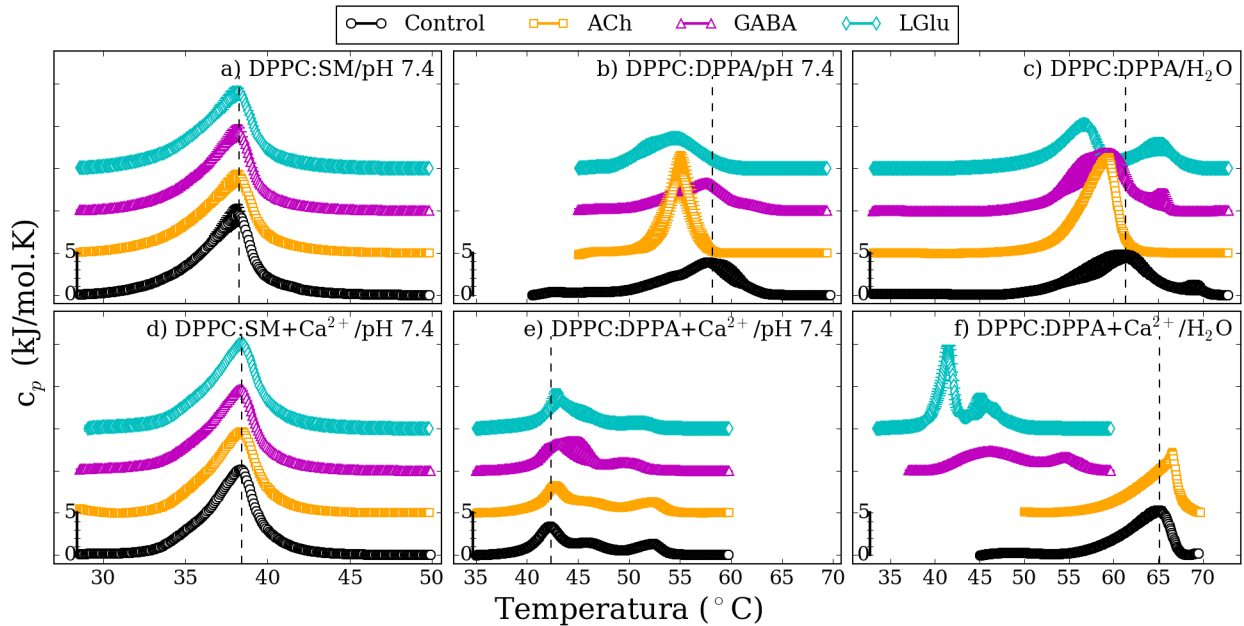 Control ACh GABA LGlu
a) DPPC:SM/pH 7.4
b) DPPC:DPPA/pH 7.4
c) DPPC:DPPA/H₂O
5
0
5
0
5
0
d) DPPC:SM+Ca²⁺/pH 7.4
e) DPPC:DPPA+Ca²⁺/pH 7.4
f) DPPC:DPPA+Ca²⁺/H₂O
5
0
5
0
5
0
cₚ (kJ/mol.K)
30 35 40 45 50
35 40 45 50 55 60 65 70
35 40 45 50 55 60 65 70
Temperatura (°C)